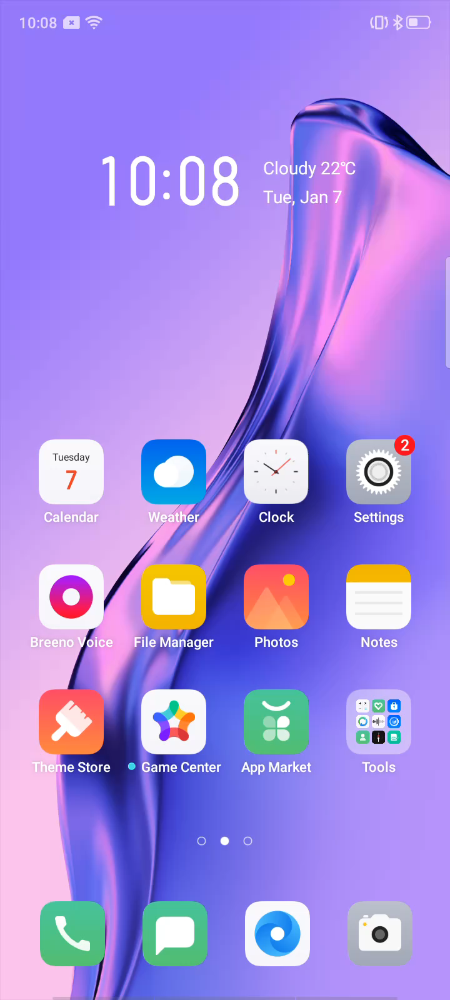 10:08
10:08
Cloudy 22℃
Tue, Jan 7
Tuesday
7
2
Calendar
Weather
Clock
Settings
Breeno Voice
File Manager
Photos
Notes
Theme Store
Game Center
App Market
Tools